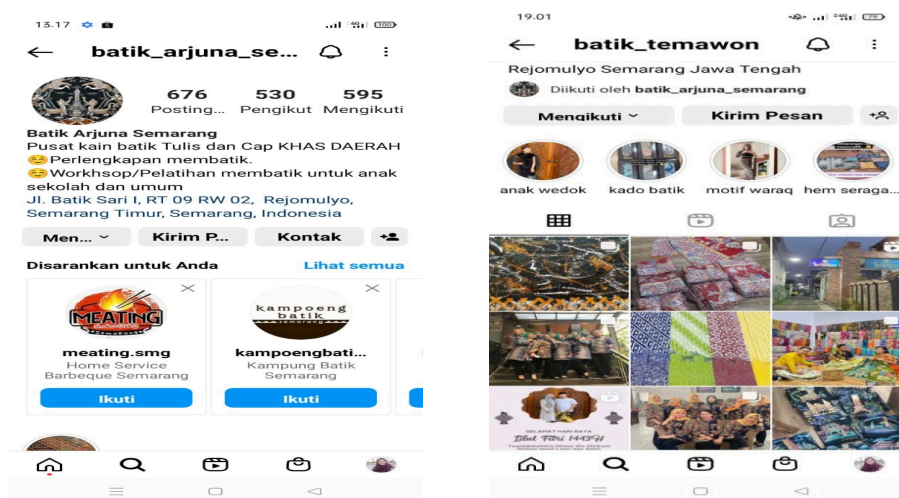 13.17
100
batik_arjuna_se...
676 530 595
Posting... Pengikut Mengikuti
Batik Arjuna Semarang
Pusat kain batik Tulis dan Cap KHAS DAERAH
Perlengkapan membatik.
Workhsop/Pelatihan membatik untuk anak
sekolah dan umum
Jl. Batik Sari I, RT 09 RW 02, Rejomulyo,
Semarang Timur, Semarang, Indonesia
Men... Kirim P... Kontak
Disarankan untuk Anda Lihat semua
MEATING
kampoeng
batik
semarang
meating.smg
Home Service
Barbeque Semarang
Ikuti
kampoengbati...
Kampung Batik
Semarang
Ikuti
19.01
79
batik_temawon
Rejomulyo Semarang Jawa Tengah
Diikuti oleh batik_arjuna_semarang
Mengikuti Kirim Pesan
anak wedok kado batik motif waraq hem seraga...
SELAMAT HARI RAYA
Idul Fitri 1443H